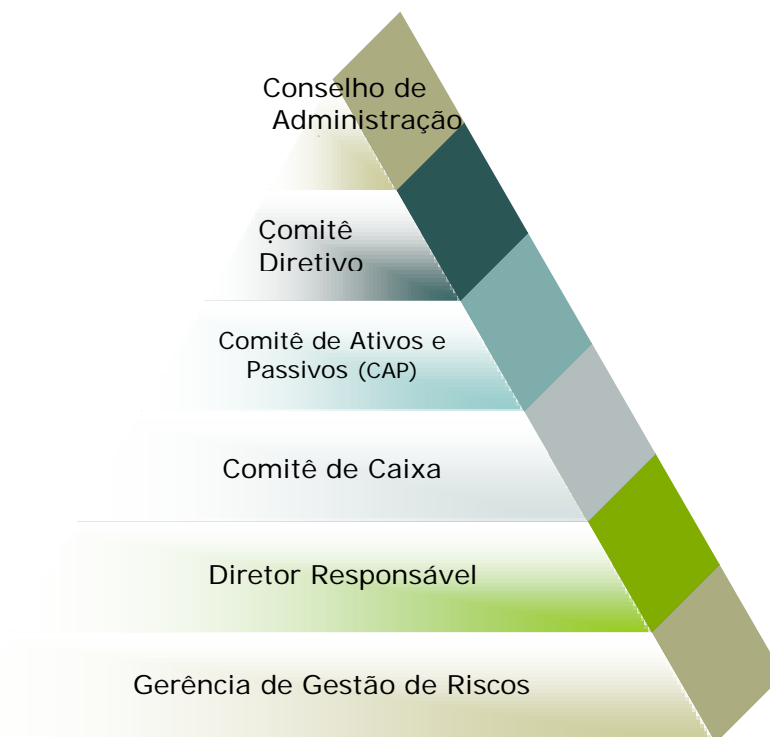 Conselho de
Administração
Comitê
Diretivo
Comitê de Ativos e
Passivos (CAP)
Comitê de Caixa
Diretor Responsável
Gerência de Gestão de Riscos